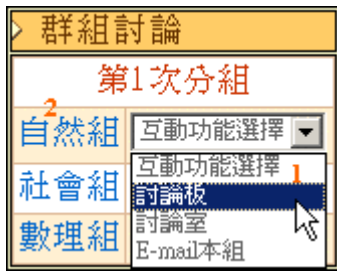 > 群組討論
第1次分組
2
自然組 互動功能選擇
互動功能選擇 1
社會組 討論板
討論室
數理組 E-mail本組